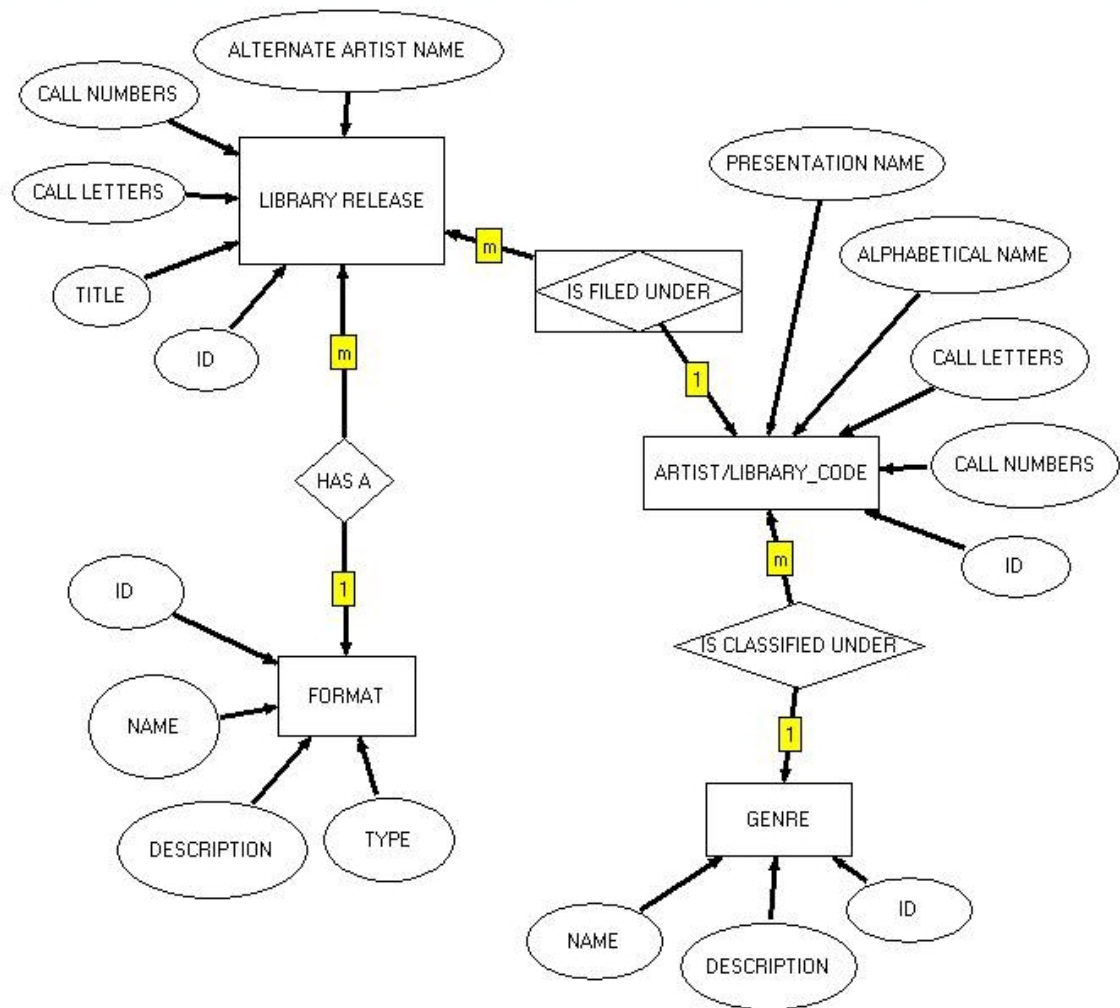 ALTERNATE ARTIST NAME
CALL NUMBERS
CALL LETTERS
LIBRARY RELEASE
TITLE
ID
m
m
IS FILED UNDER
1
PRESENTATION NAME
ALPHABETICAL NAME
CALL LETTERS
CALL NUMBERS
ARTIST/LIBRARY_CODE
ID
HAS A
1
ID
NAME
FORMAT
DESCRIPTION
TYPE
m
IS CLASSIFIED UNDER
1
GENRE
NAME
DESCRIPTION
ID